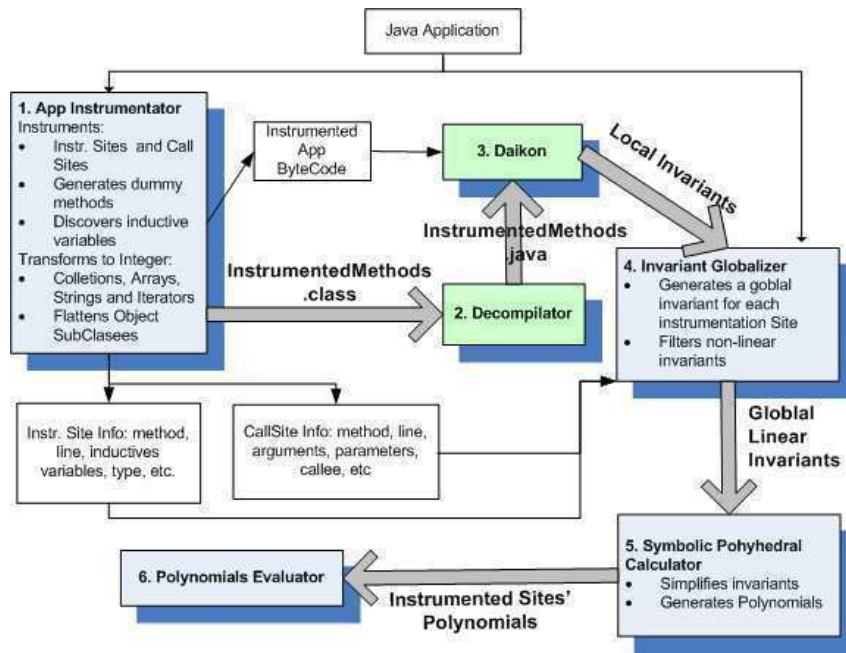 Java Application
1. App Instrumentator
Instruments:
• Instr. Sites and Call
Sites
• Generates dummy
methods
• Discovers inductive
variables
Transforms to Integer:
• Colletions, Arrays,
Strings and Iterators
• Flattens Object
SubClasees
Instrumented
App
ByteCode
3. Daikon
Local Invariants
InstrumentedMethods
.java
InstrumentedMethods
.class
2. Decompilator
4. Invariant Globalizer
• Generates a goblal
invariant for each
instrumentation Site
• Filters non-linear
invariants
Instr. Site Info: method,
line, inductives
variables, type, etc.
CallSite Info: method, line,
arguments, parameters,
callee, etc
Globlal
Linear
Invariants
5. Symbolic Pohyhedral
Calculator
• Simplifies invariants
• Generates Polynomials
Instrumented Sites'
Polynomials
6. Polynomials Evaluator